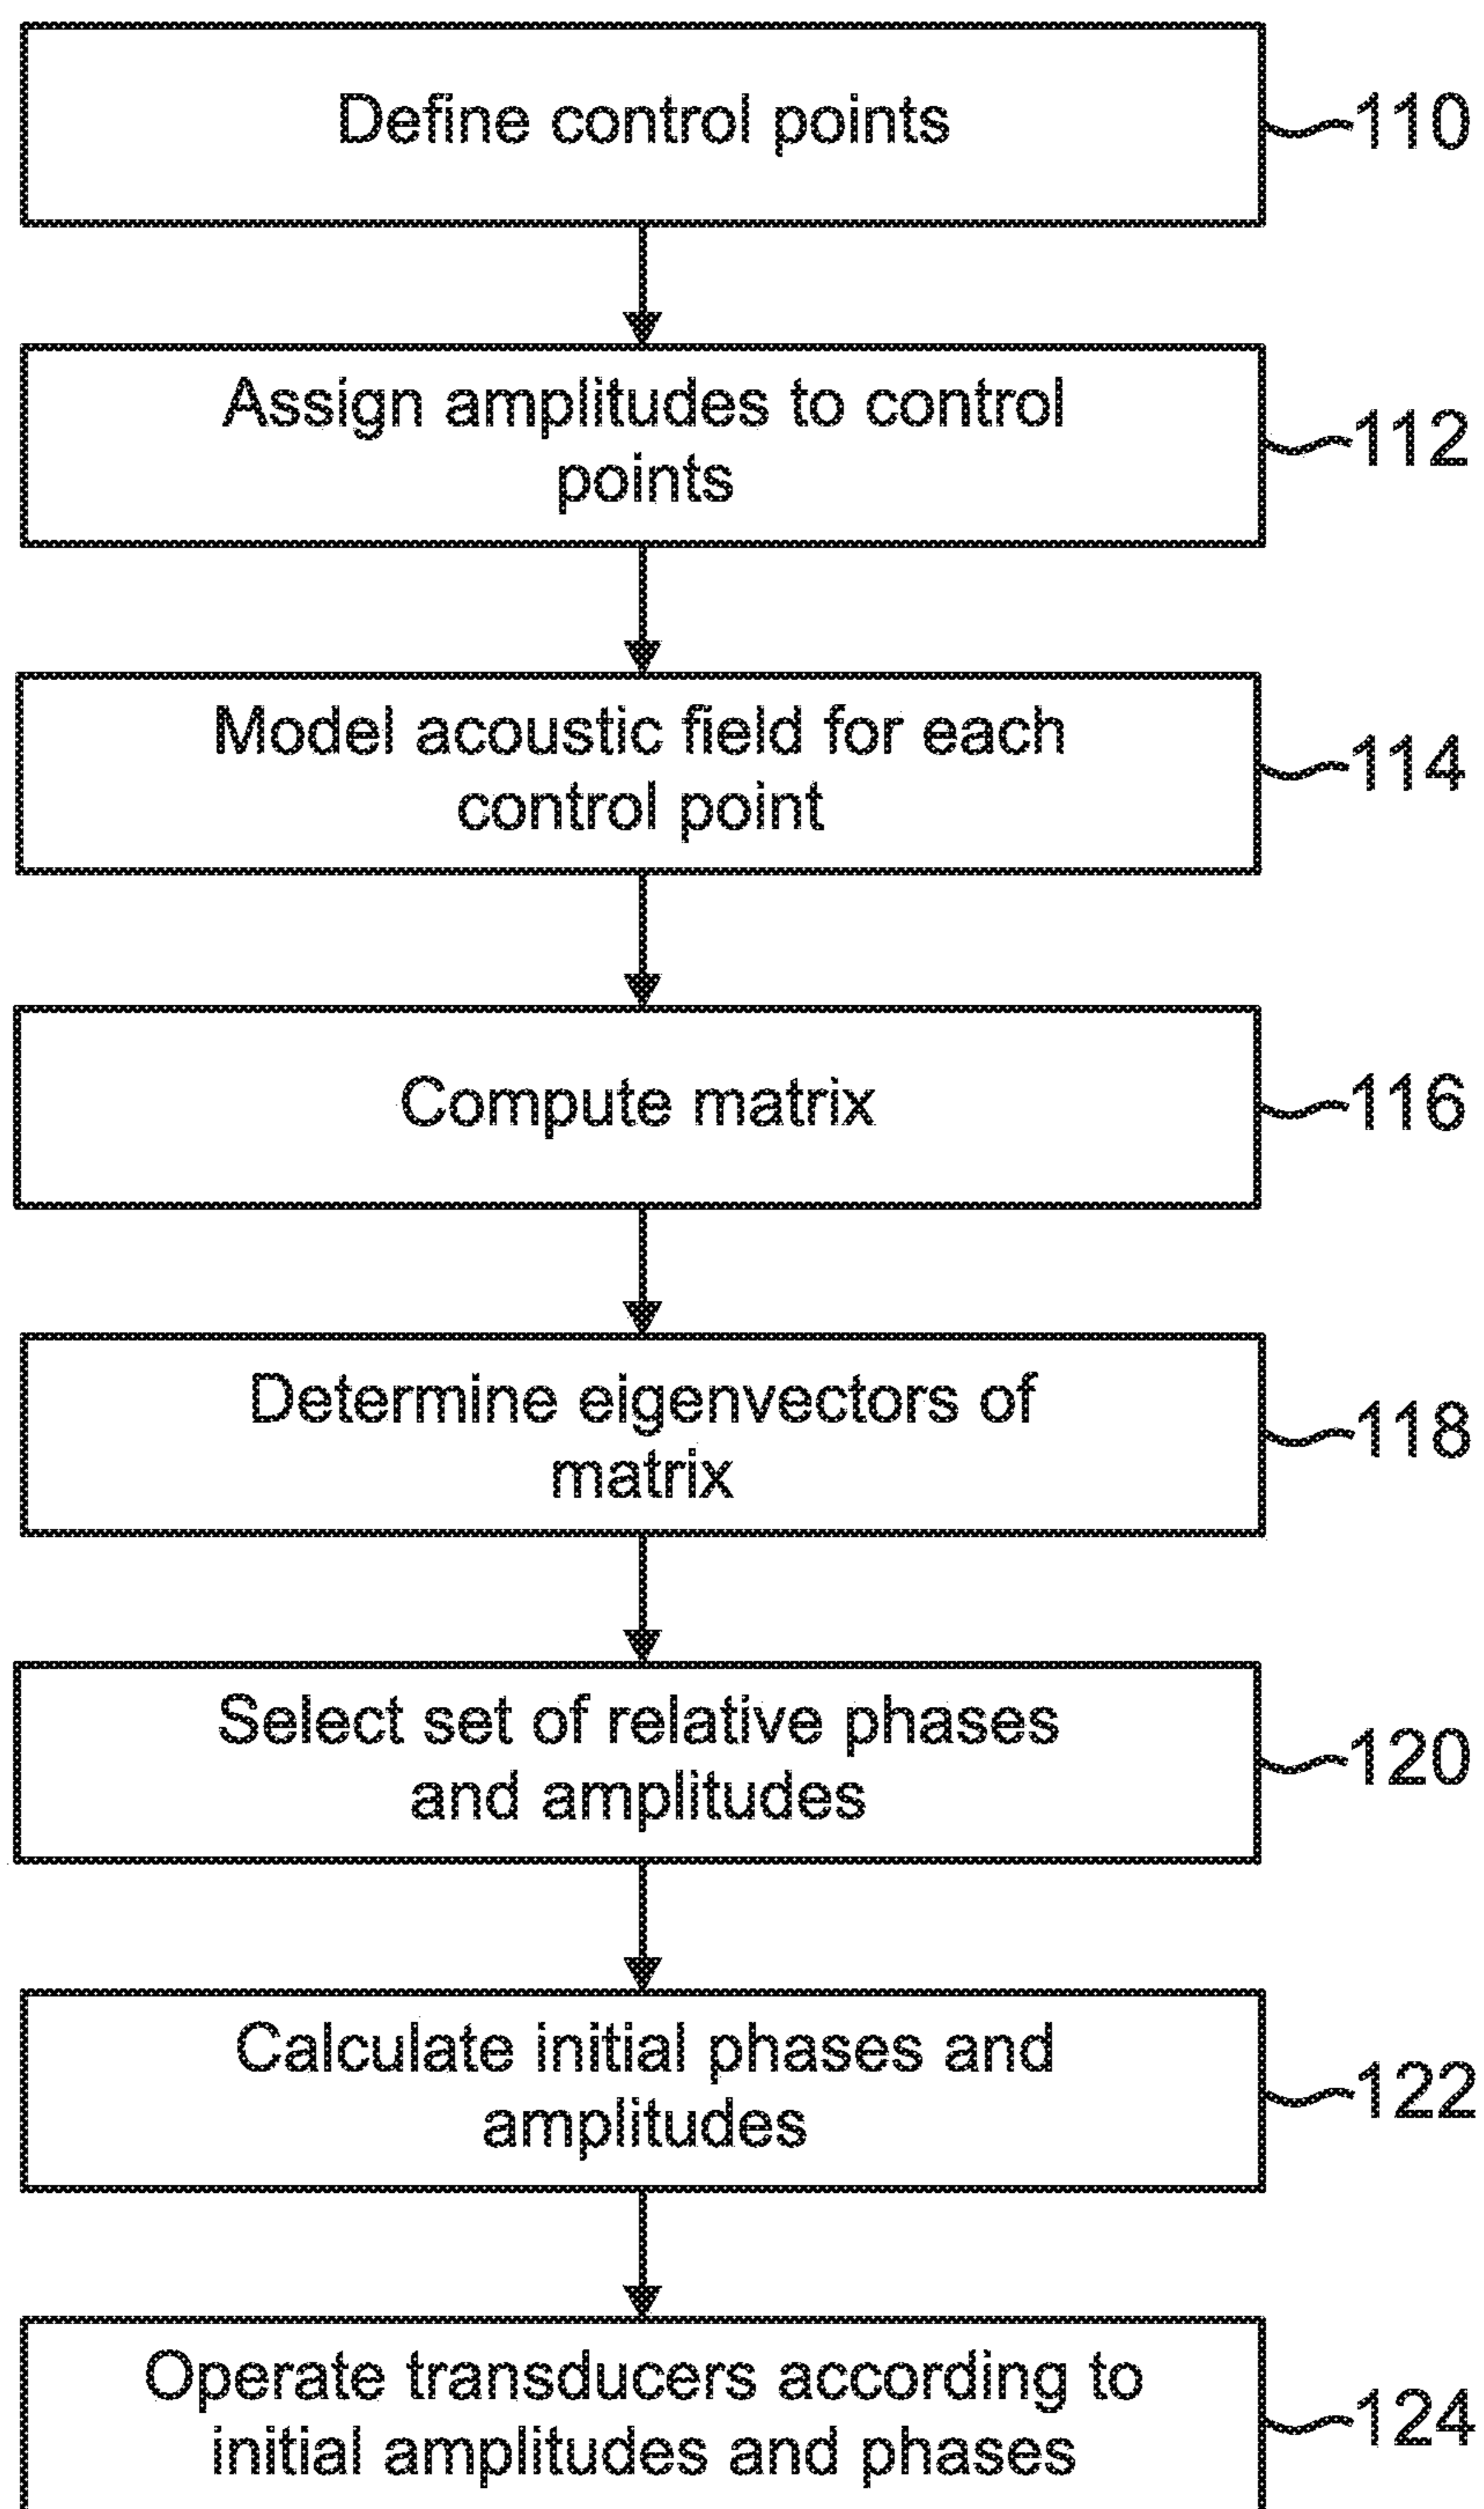 Define control points
110
Assign amplitudes to control
points
112
Model acoustic field for each
control point
114
Compute matrix
116
Determine eigenvectors of
matrix
118
Select set of relative phases
and amplitudes
120
Calculate initial phases and
amplitudes
122
Operate transducers according to
initial amplitudes and phases
124